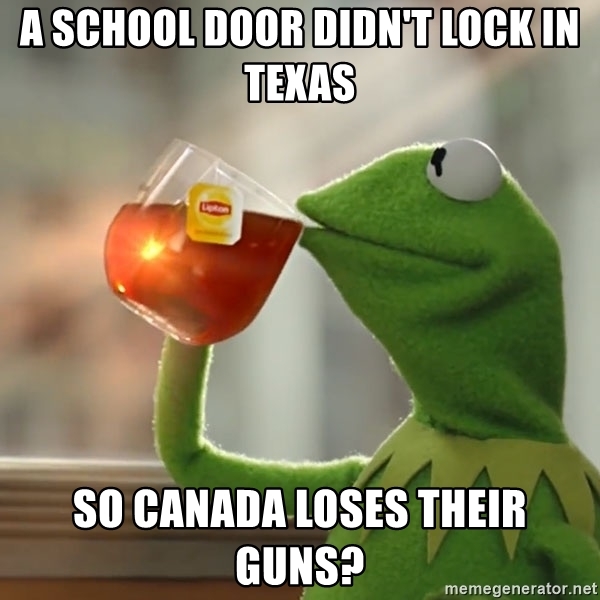 A SCHOOL DOOR DIDN'T LOCK IN
TEXAS
Lipton
SO CANADA LOSES THEIR
GUNS?
memegenerator.net